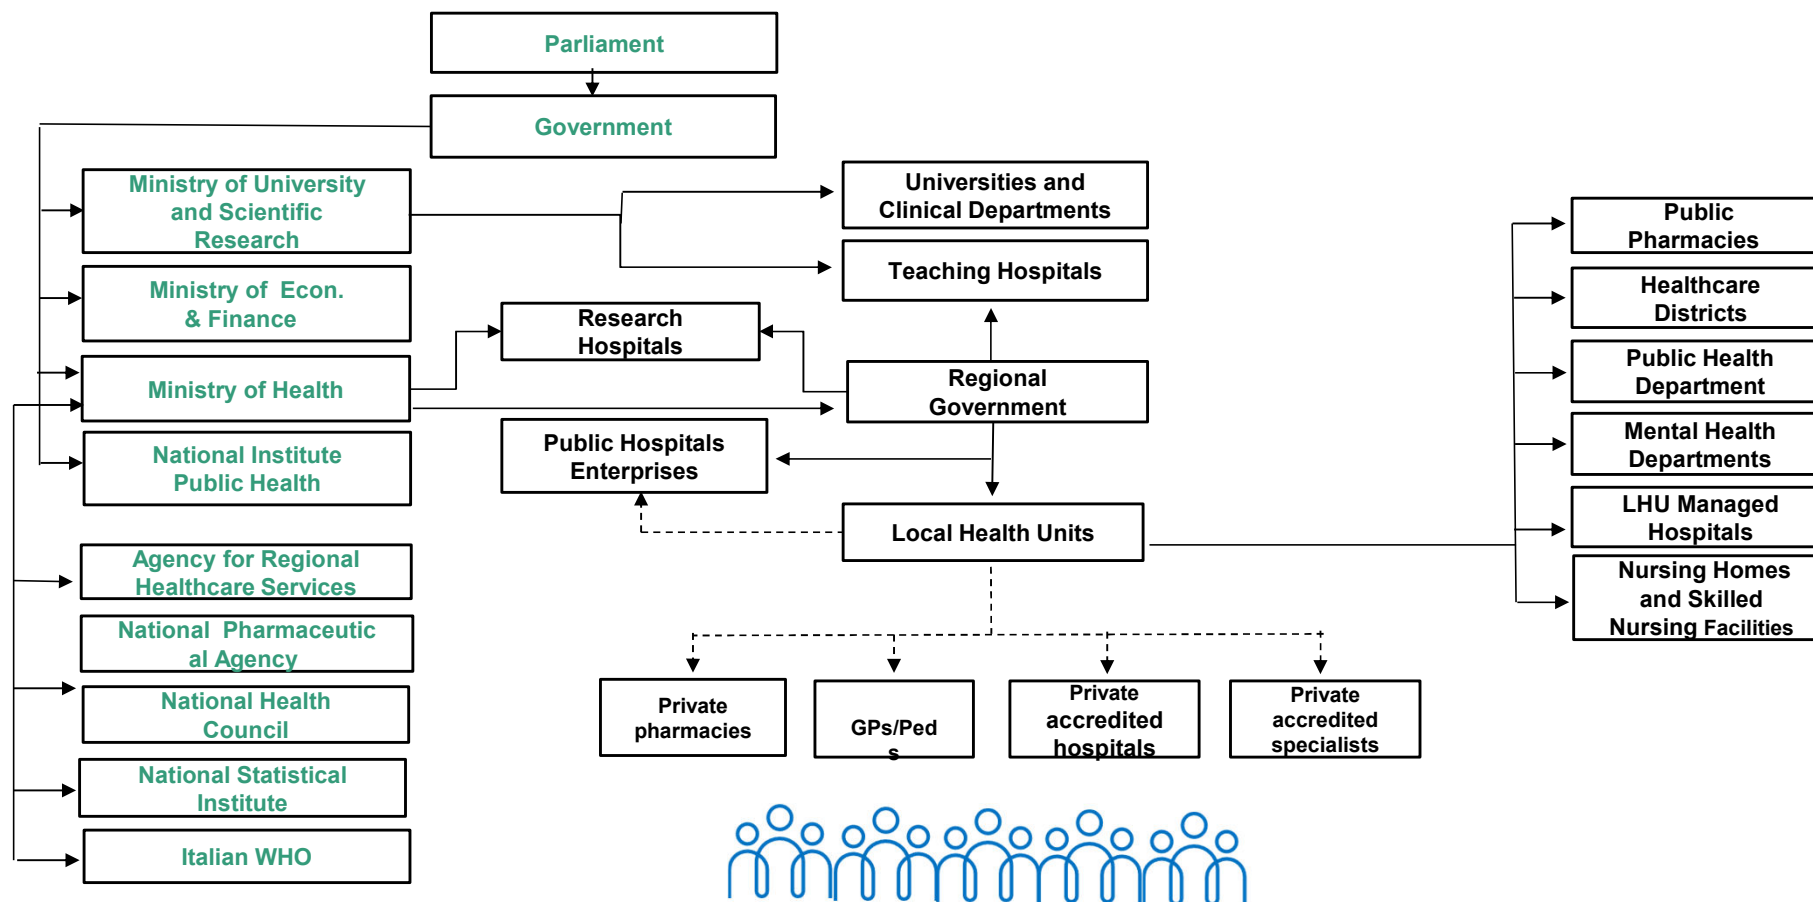 Parliament
Government
Ministry of University
and Scientific
Research
Ministry of Econ.
& Finance
Ministry of Health
National Institute
Public Health
Agency for Regional
Healthcare Services
National Pharmaceutic
al Agency
National Health
Council
National Statistical
Institute
Italian WHO
Universities and
Clinical Departments
Teaching Hospitals
Research
Hospitals
Regional
Government
Public Hospitals
Enterprises
Local Health Units
Private
pharmacies
GPs/Ped
s
Private
accredited
hospitals
Private
accredited
specialists
Public
Pharmacies
Healthcare
Districts
Public Health
Department
Mental Health
Departments
LHU Managed
Hospitals
Nursing Homes
and Skilled
Nursing Facilities